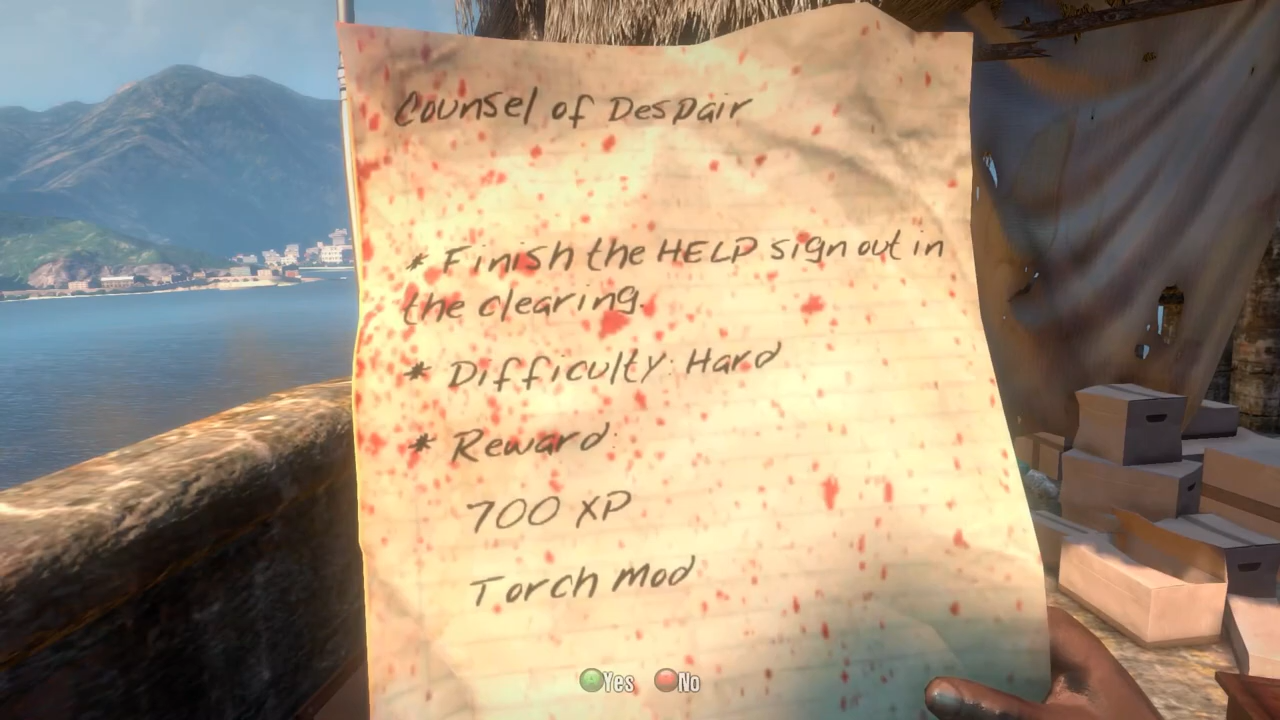 Counsel of Despair
* Finish the HELP sign out in
the clearing.
* Difficulty: Hard
* Reward:
700 XP
Torch mod
Yes No